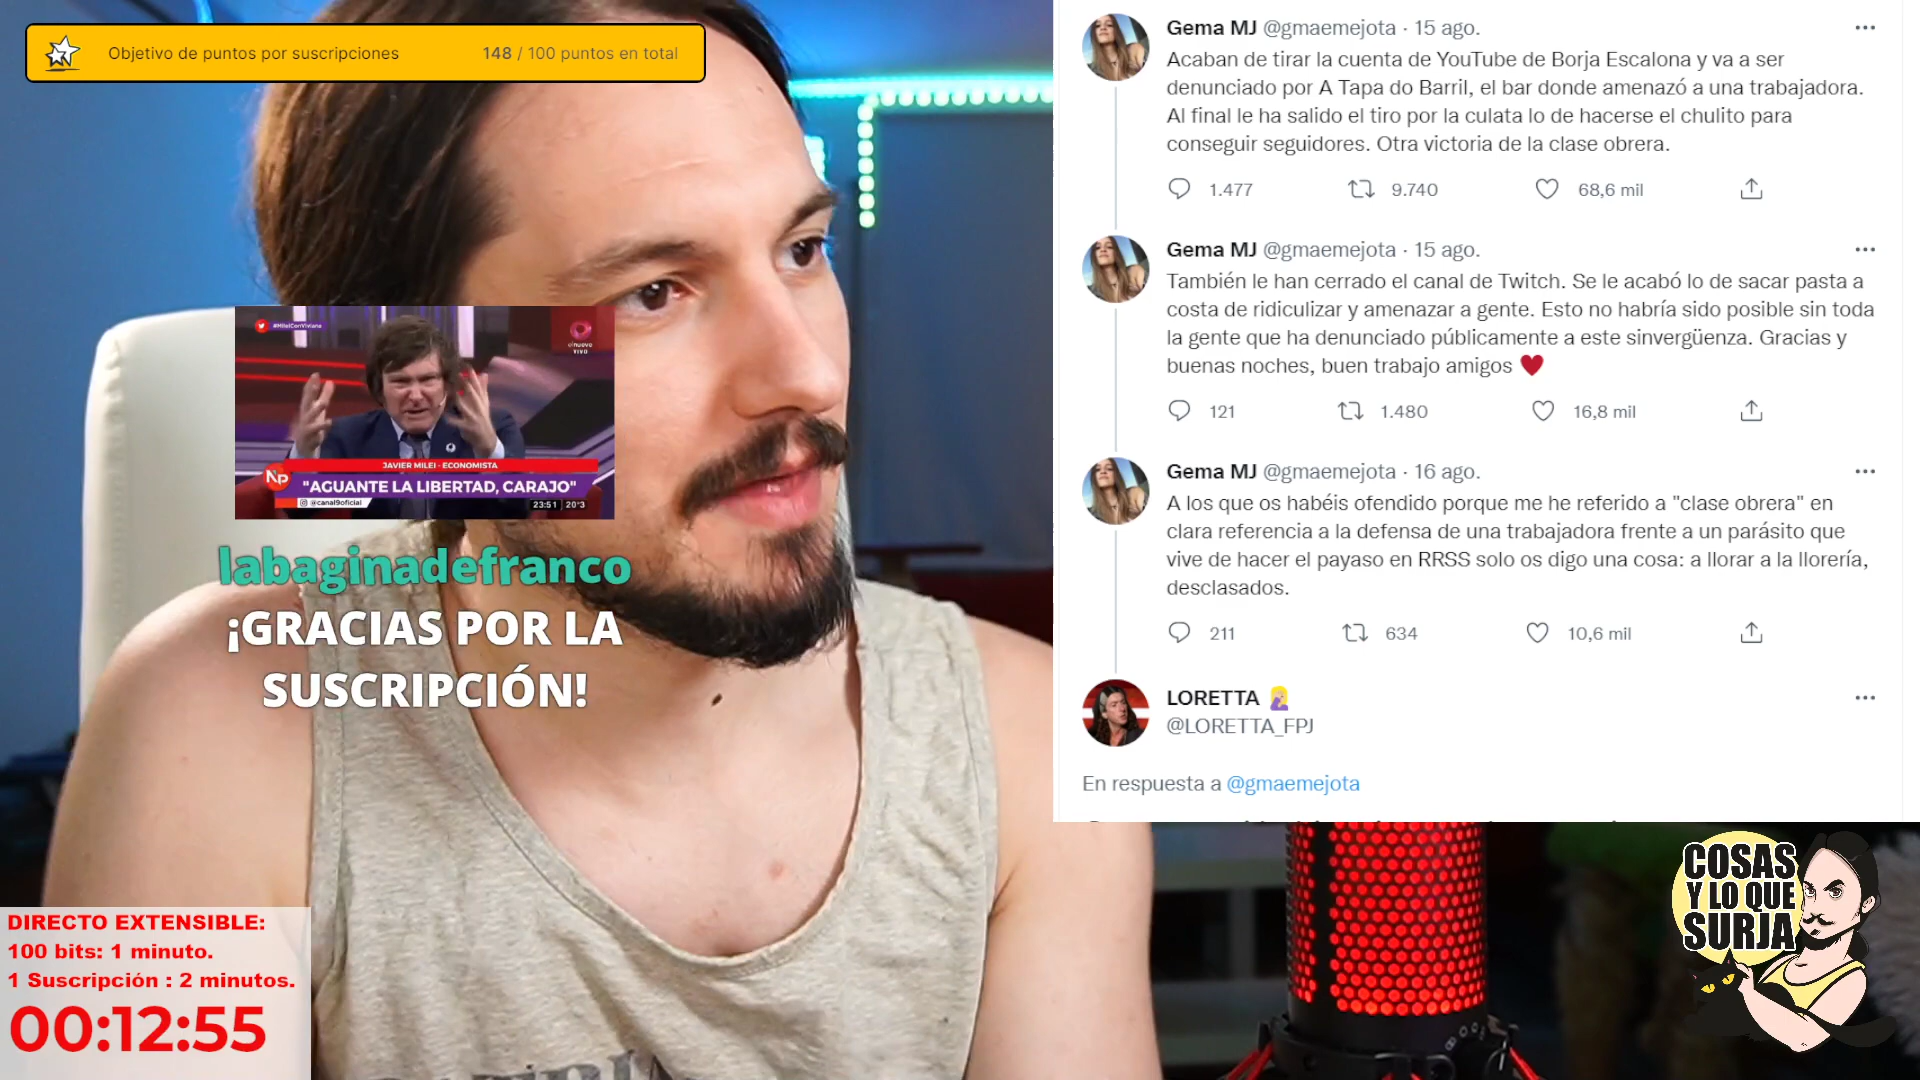 Objetivo de puntos por suscripciones 148 / 100 puntos en total
#MileiConViviana
el nueve
VIVO
JAVIER MILEI - ECONOMISTA
Np
"AGUANTE LA LIBERTAD, CARAJO"
@canal9oficial
23:51 20°3
labaginadefranco
¡GRACIAS POR LA
SUSCRIPCIÓN!
DIRECTO EXTENSIBLE:
100 bits: 1 minuto.
1 Suscripción : 2 minutos.
00:12:55
Gema MJ @gmaemejota · 15 ago.
Acaban de tirar la cuenta de YouTube de Borja Escalona y va a ser
denunciado por A Tapa do Barril, el bar donde amenazó a una trabajadora.
Al final le ha salido el tiro por la culata lo de hacerse el chulito para
conseguir seguidores. Otra victoria de la clase obrera.
1.477 9.740 68,6 mil
Gema MJ @gmaemejota · 15 ago.
También le han cerrado el canal de Twitch. Se le acabó lo de sacar pasta a
costa de ridiculizar y amenazar a gente. Esto no habría sido posible sin toda
la gente que ha denunciado públicamente a este sinvergüenza. Gracias y
buenas noches, buen trabajo amigos ♥
121 1.480 16,8 mil
Gema MJ @gmaemejota · 16 ago.
A los que os habéis ofendido porque me he referido a "clase obrera" en
clara referencia a la defensa de una trabajadora frente a un parásito que
vive de hacer el payaso en RRSS solo os digo una cosa: a llorar a la llorería,
desclasados.
211 634 10,6 mil
LORETTA 🤦🏼‍♀️
@LORETTA_FPJ
En respuesta a @gmaemejota
COSAS
Y LO QUE
SURJA